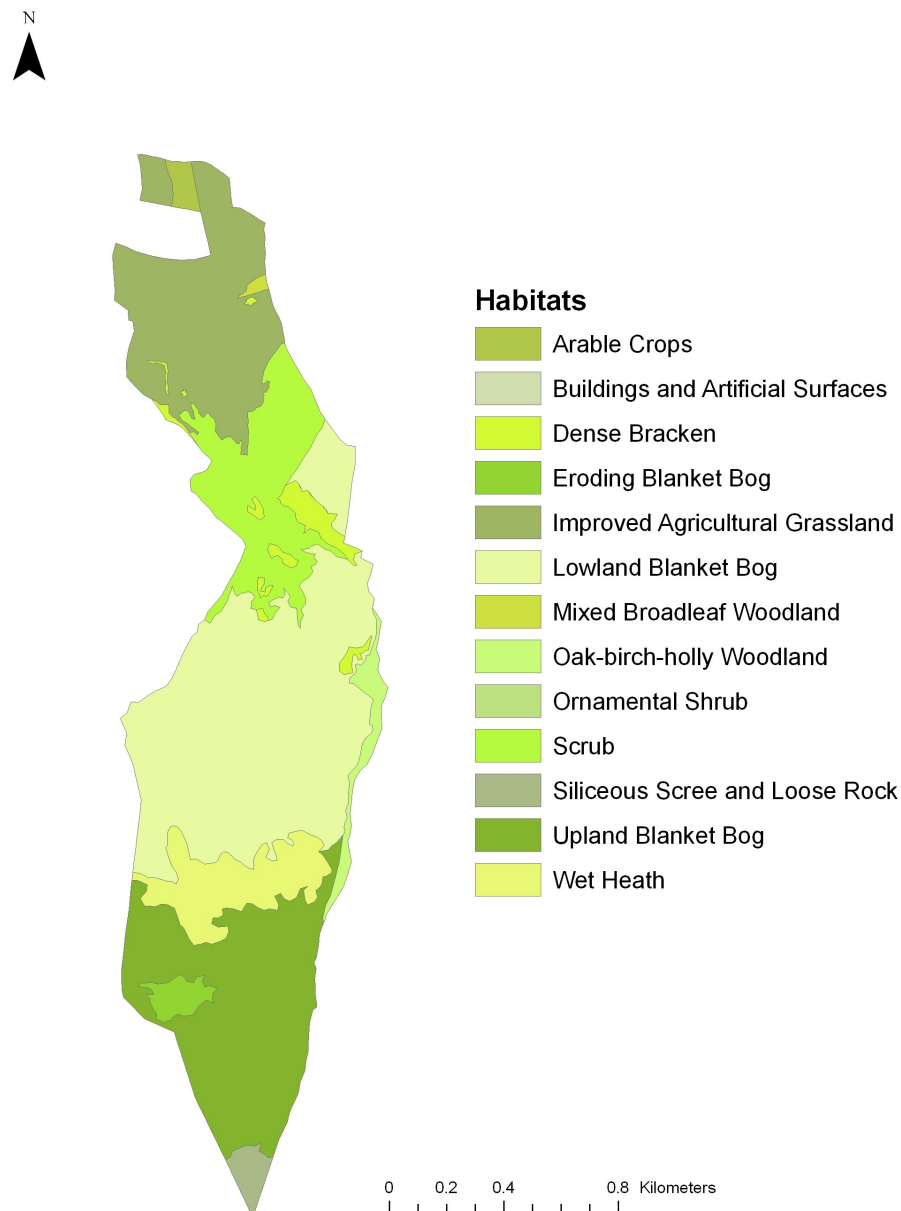 N
Habitats
Arable Crops
Buildings and Artificial Surfaces
Dense Bracken
Eroding Blanket Bog
Improved Agricultural Grassland
Lowland Blanket Bog
Mixed Broadleaf Woodland
Oak-birch-holly Woodland
Ornamental Shrub
Scrub
Siliceous Scree and Loose Rock
Upland Blanket Bog
Wet Heath
0 0.2 0.4 0.8 Kilometers